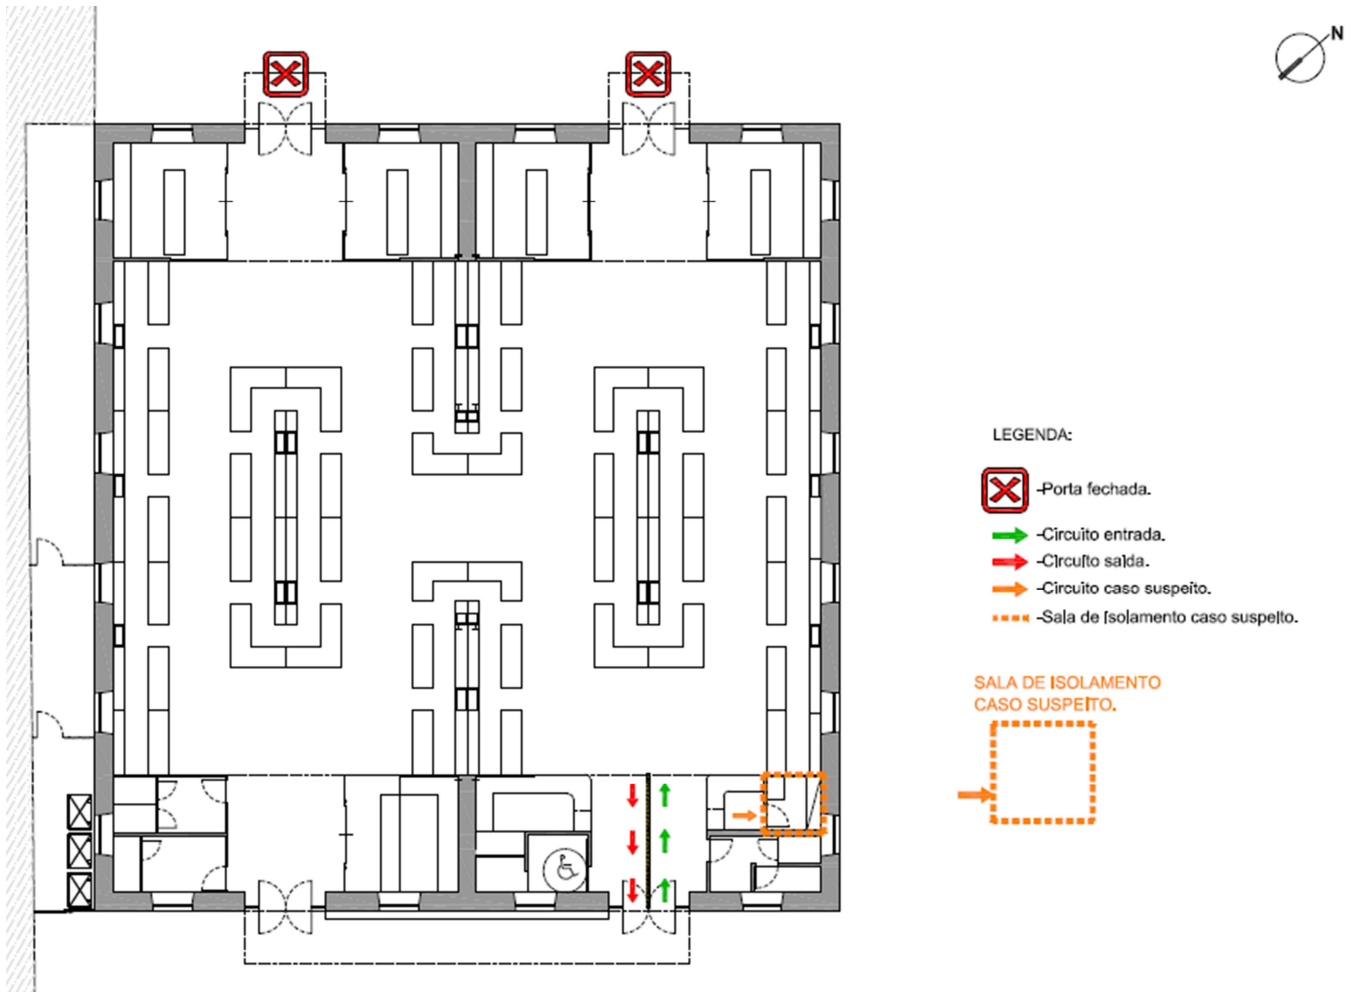 N
LEGENDA:
-Porta fechada.
-Circuito entrada.
-Circuito saída.
-Circuito caso suspeito.
-Sala de isolamento caso suspeito.
SALA DE ISOLAMENTO
CASO SUSPEITO.